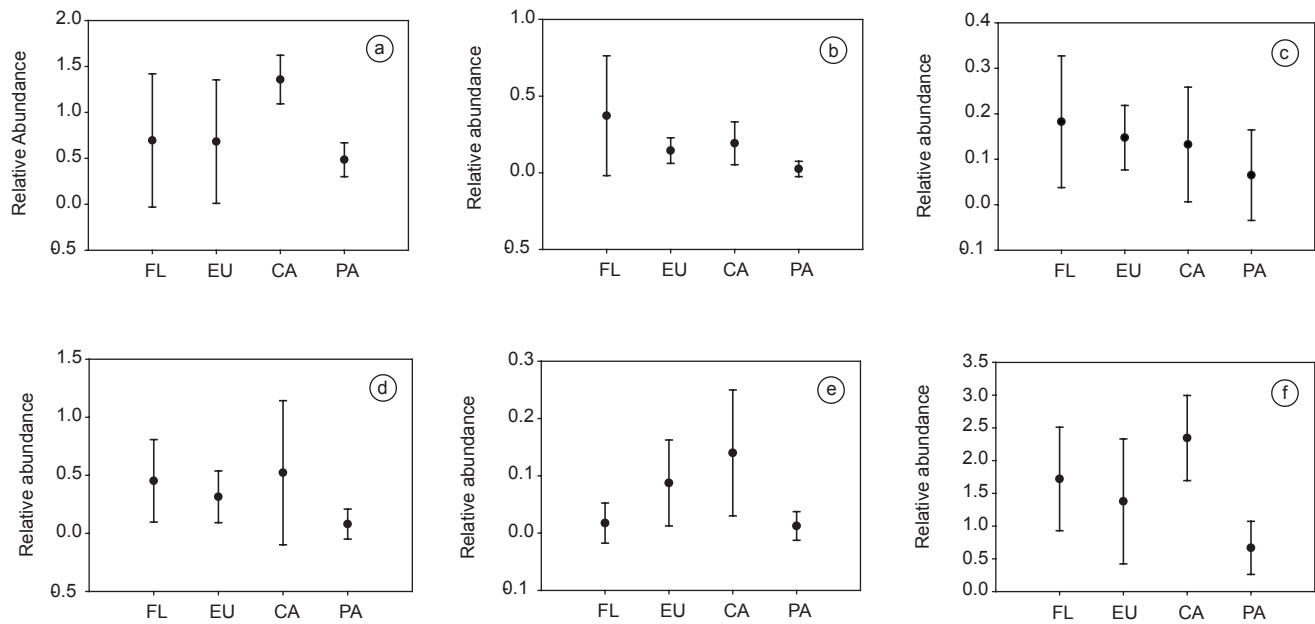 Relative Abundance
2.0
1.5
1.0
0.5
0.0
-0.5
FL EU CA PA
a
Relative abundance
1.0
0.5
0.0
-0.5
FL EU CA PA
b
Relative abundance
0.4
0.3
0.2
0.1
0.0
-0.1
FL EU CA PA
c
Relative abundance
1.5
1.0
0.5
0.0
-0.5
FL EU CA PA
d
Relative abundance
0.3
0.2
0.1
0.0
-0.1
FL EU CA PA
e
Relative abundance
3.5
3.0
2.5
2.0
1.5
1.0
0.5
0.0
FL EU CA PA
f